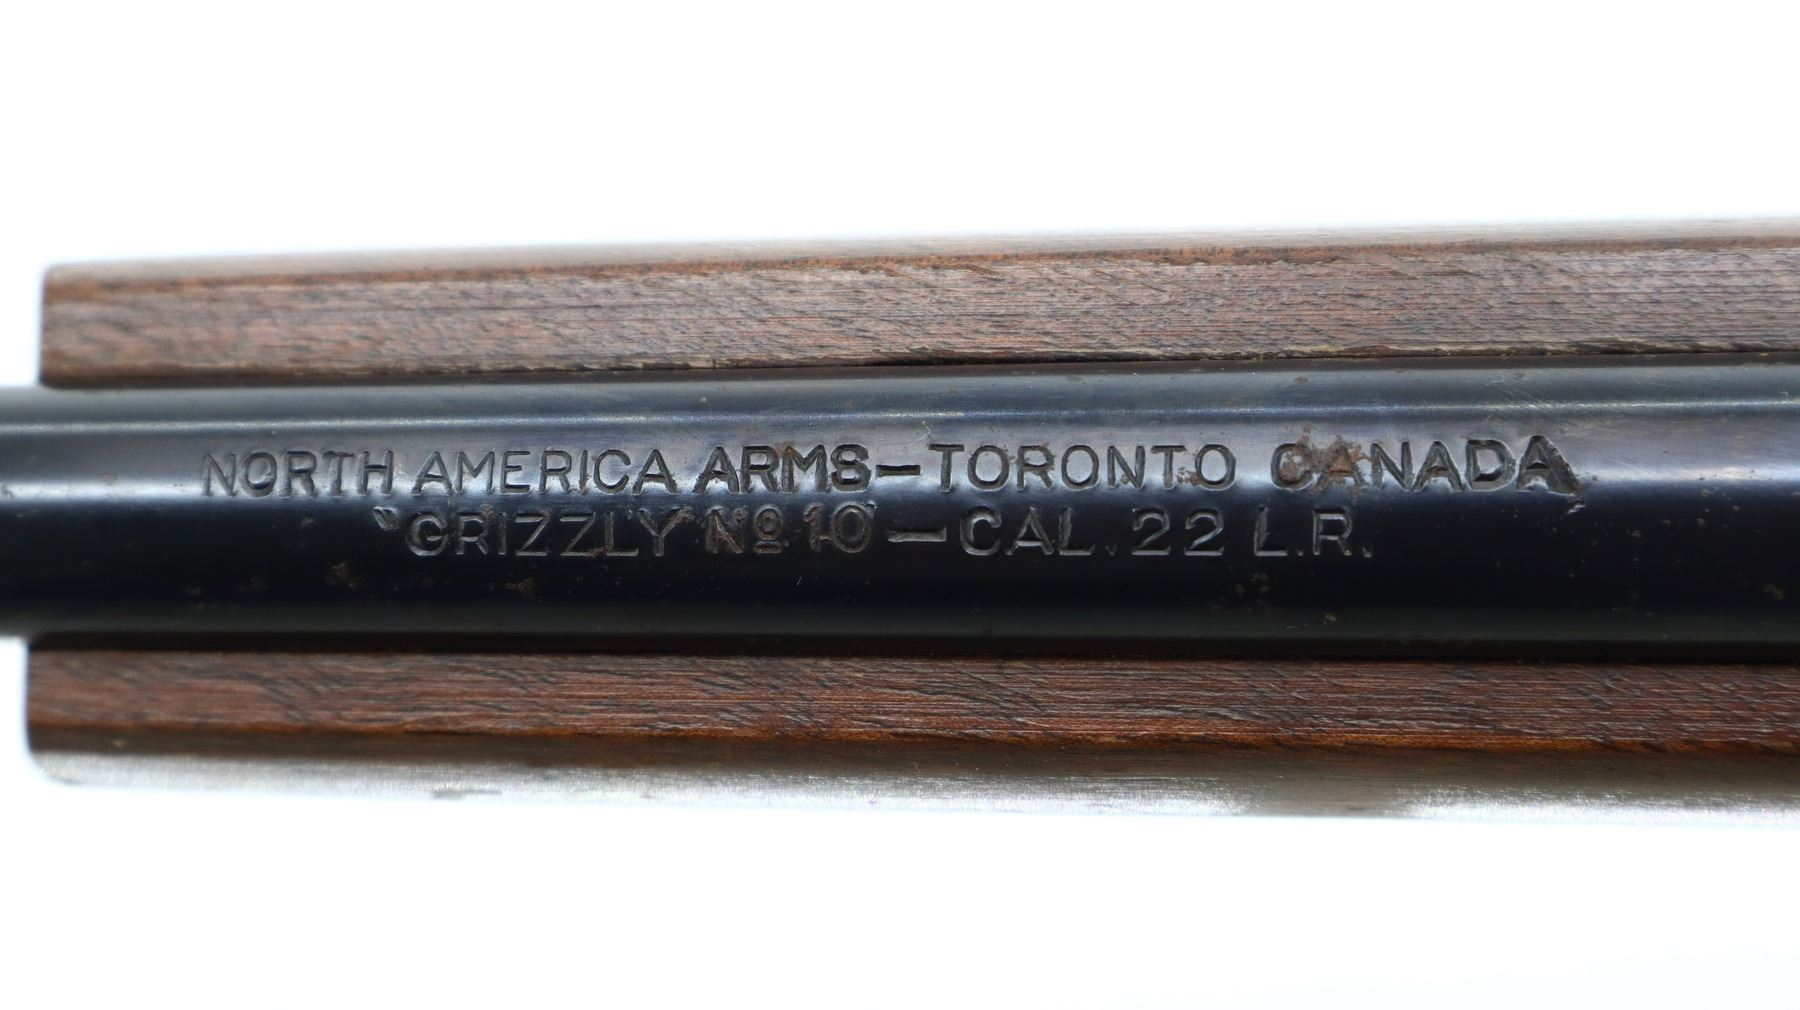 NORTH AMERICA ARMS—TORONTO CANADA
"GRIZZLY" Nº 10 — CAL. 22 L.R.